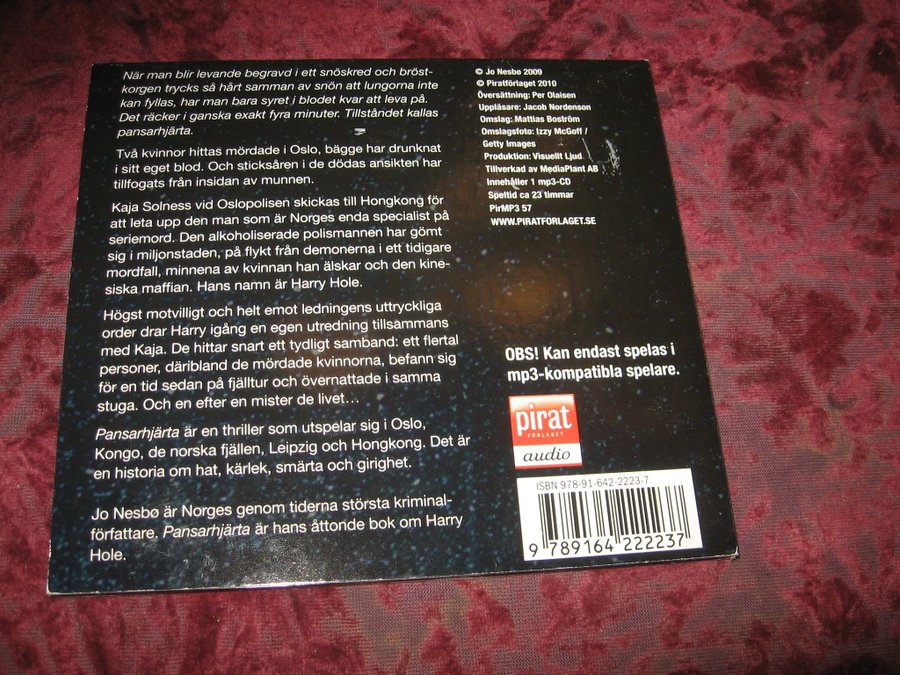 När man blir levande begravd i ett snöskred och bröst-
korgen trycks så hårt samman av snön att lungorna inte
kan fyllas, har man bara syret i blodet kvar att leva på.
Det räcker i ganska exakt fyra minuter. Tillståndet kallas
pansarhjärta.
Två kvinnor hittas mördade i Oslo, bägge har drunknat
i sitt eget blod. Och sticksåren i de dödas ansikten har
tillfogats från insidan av munnen.
Kaja Solness vid Oslopolisen skickas till Hongkong för
att leta upp den man som är Norges enda specialist på
seriemord. Den alkoholiserade polismannen har gömt
sig i miljonstaden, på flykt från demonerna i ett tidigare
mordfall, minnena av kvinnan han älskar och den kine-
siska maffian. Hans namn är Harry Hole.
Högst motvilligt och helt emot ledningens uttryckliga
order drar Harry igång en egen utredning tillsammans
med Kaja. De hittar snart ett tydligt samband: ett flertal
personer, däribland de mördade kvinnorna, befann sig
för en tid sedan på fjälltur och övernattade i samma
stuga. Och en efter en mister de livet…
Pansarhjärta är en thriller som utspelar sig i Oslo,
Kongo, de norska fjällen, Leipzig och Hongkong. Det är
en historia om hat, kärlek, smärta och girighet.
Jo Nesbø är Norges genom tiderna största kriminal-
författare. Pansarhjärta är hans åttonde bok om Harry
Hole.
© Jo Nesbø 2009
© Piratförlaget 2010
Översättning: Per Olaisen
Uppläsare: Jacob Nordenson
Omslag: Mattias Boström
Omslagsfoto: Izzy McGoff /
Getty Images
Produktion: Visuellt Ljud
Tillverkad av MediaPlant AB
Innehåller 1 mp3-CD
Speltid ca 23 timmar
PirMP3 57
WWW.PIRATFORLAGET.SE
OBS! Kan endast spelas i
mp3-kompatibla spelare.
pirat
FÖRLAGET
audio
ISBN 978-91-642-2223-7
9 789164 222237